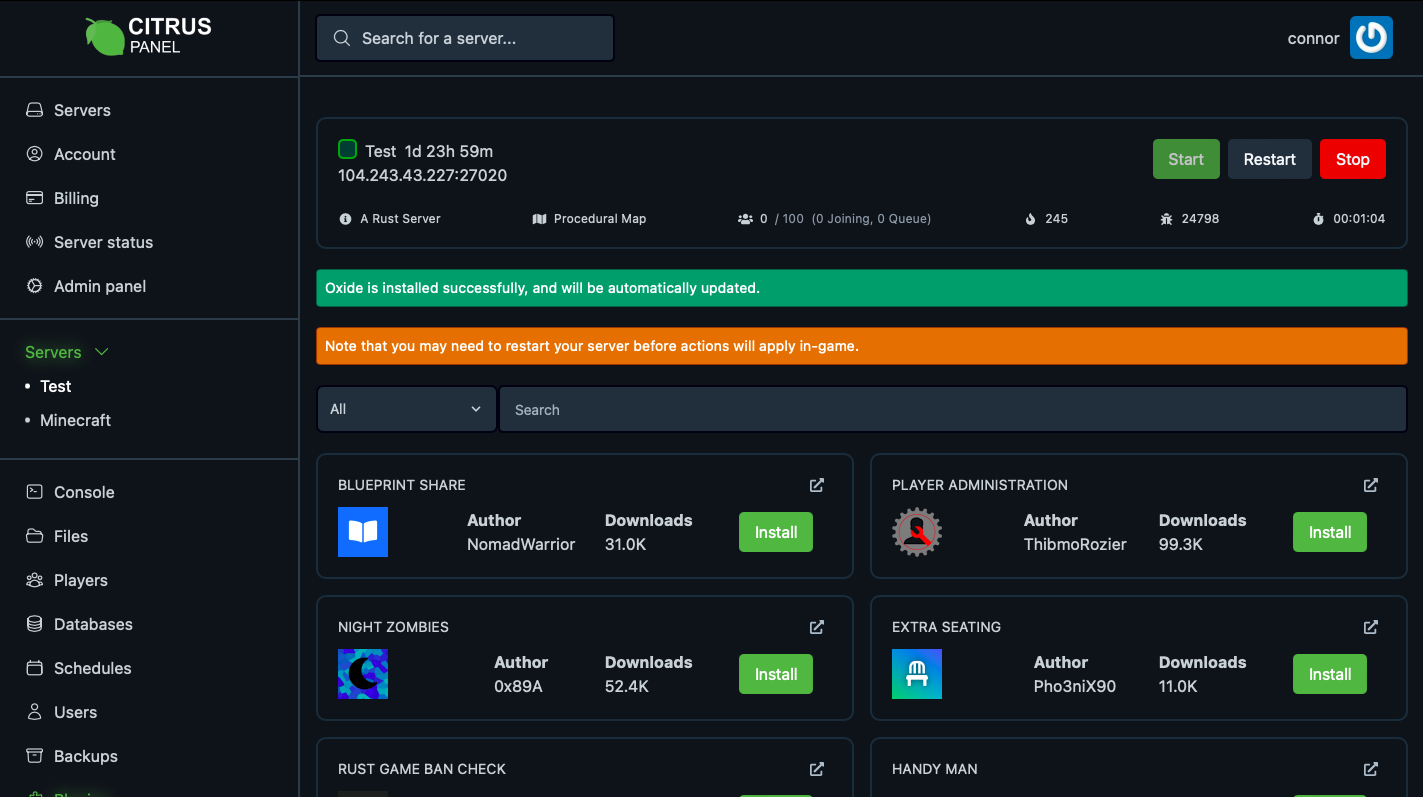 CITRUS
PANEL
Search for a server...
connor
Servers
Account
Billing
Server status
Admin panel
Servers
Test
Minecraft
Console
Files
Players
Databases
Schedules
Users
Backups
Test 1d 23h 59m
104.243.43.227:27020
Start
Restart
Stop
A Rust Server
Procedural Map
0 / 100 (0 Joining, 0 Queue)
245
24798
00:01:04
Oxide is installed successfully, and will be automatically updated.
Note that you may need to restart your server before actions will apply in-game.
All
Search
BLUEPRINT SHARE
Author
NomadWarrior
Downloads
31.0K
Install
PLAYER ADMINISTRATION
Author
ThibmoRozier
Downloads
99.3K
Install
NIGHT ZOMBIES
Author
0x89A
Downloads
52.4K
Install
EXTRA SEATING
Author
Pho3niX90
Downloads
11.0K
Install
RUST GAME BAN CHECK
HANDY MAN